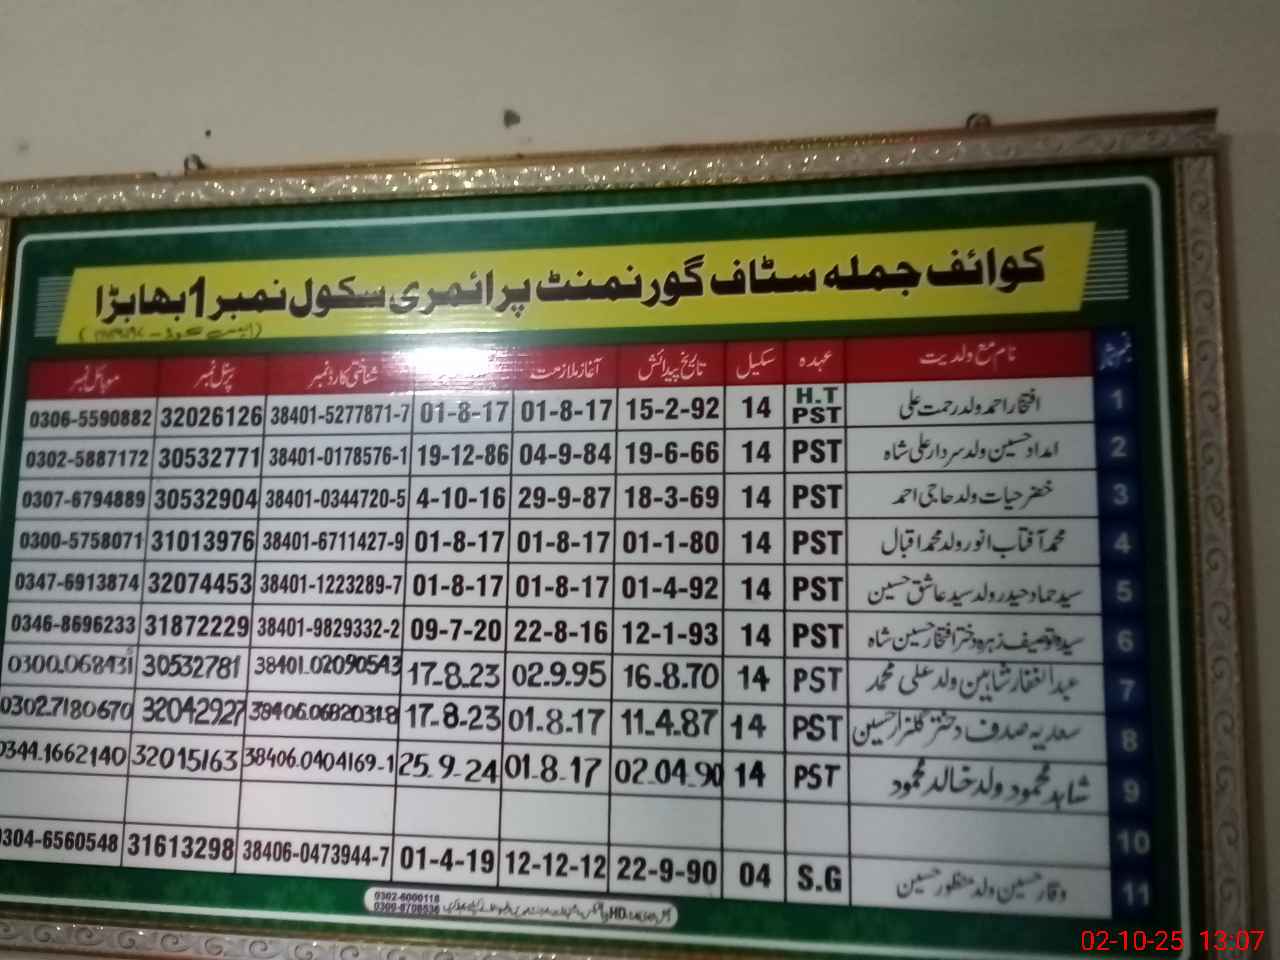 کوائف جملہ سٹاف گورنمنٹ پرائمری سکول نمبر 1 بھابڑا
نام مع ولدیت عہدہ سکیل تاریخ پیدائش آغاز ملازمت شناختی کارڈ نمبر پرسنل نمبر موبائل نمبر
1 افتخار احمد ولد رحمت علی H.T PST 14 15-2-92 01-8-17 01-8-17 38401-5277871-7 32026126 0306-5590882
2 امداد حسین ولد سردار علی شاہ PST 14 19-6-66 04-9-84 19-12-86 38401-0178576-1 30532771 0302-5887172
3 خضر حیات ولد حاجی احمد PST 14 18-3-69 29-9-87 4-10-16 38401-0344720-5 30532904 0307-6794889
4 محمد آفتاب انور ولد محمد اقبال PST 14 01-1-80 01-8-17 01-8-17 38401-6711427-9 31013976 0300-5758071
5 سید حماد حیدر ولد سید عاشق حسین PST 14 01-4-92 01-8-17 01-8-17 38401-1223289-7 32074453 0347-6913874
6 سیدہ توصیف زہرہ دختر افتخار حسین شاہ PST 14 12-1-93 22-8-16 09-7-20 38401-9829332-2 31872229 0346-8696233
7 عبدالغفار شاہین ولد علی محمد PST 14 16.8.70 02.9.95 17.8.23 38401.02090543 30532781
8 سعدیہ صدف دختر گلزار حسین PST 14 11.4.87 01.8.17 17.8.23 38406.06820318 32042927 0302.7180670
9 شاہد محمود ولد خالد محمود PST 14 02.04.90 01.8.17 25.9.24 38406.0404169-1 32015163 0344.1662140
10
11 وقار حسین ولد منظور حسین S.G 04 22-9-90 12-12-12 01-4-19 38406-0473944-7 31613298 0304-6560548
0302-6000118
02-10-25 13:07